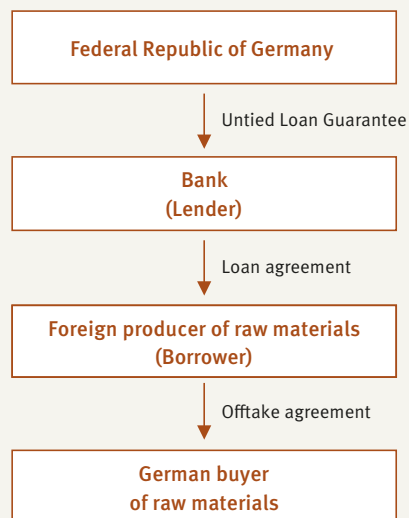 Federal Republic of Germany
Untied Loan Guarantee
Bank
(Lender)
Loan agreement
Foreign producer of raw materials
(Borrower)
Offtake agreement
German buyer
of raw materials